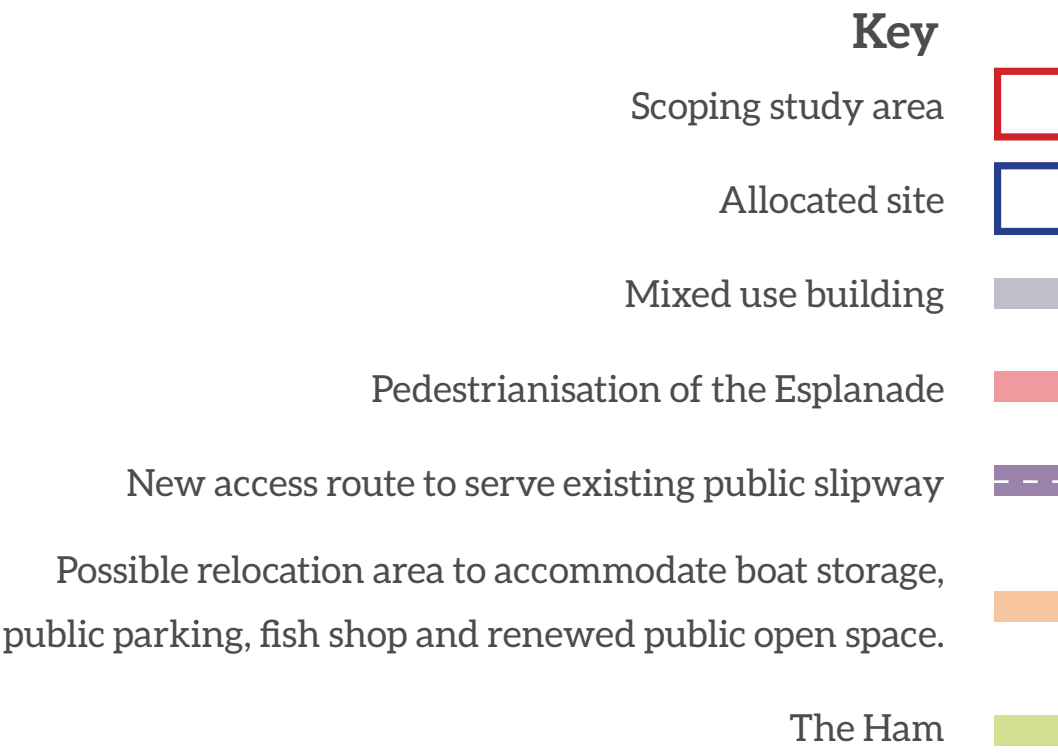 Key
Scoping study area
Allocated site
Mixed use building
Pedestrianisation of the Esplanade
New access route to serve existing public slipway
Possible relocation area to accommodate boat storage,
public parking, fish shop and renewed public open space.
The Ham